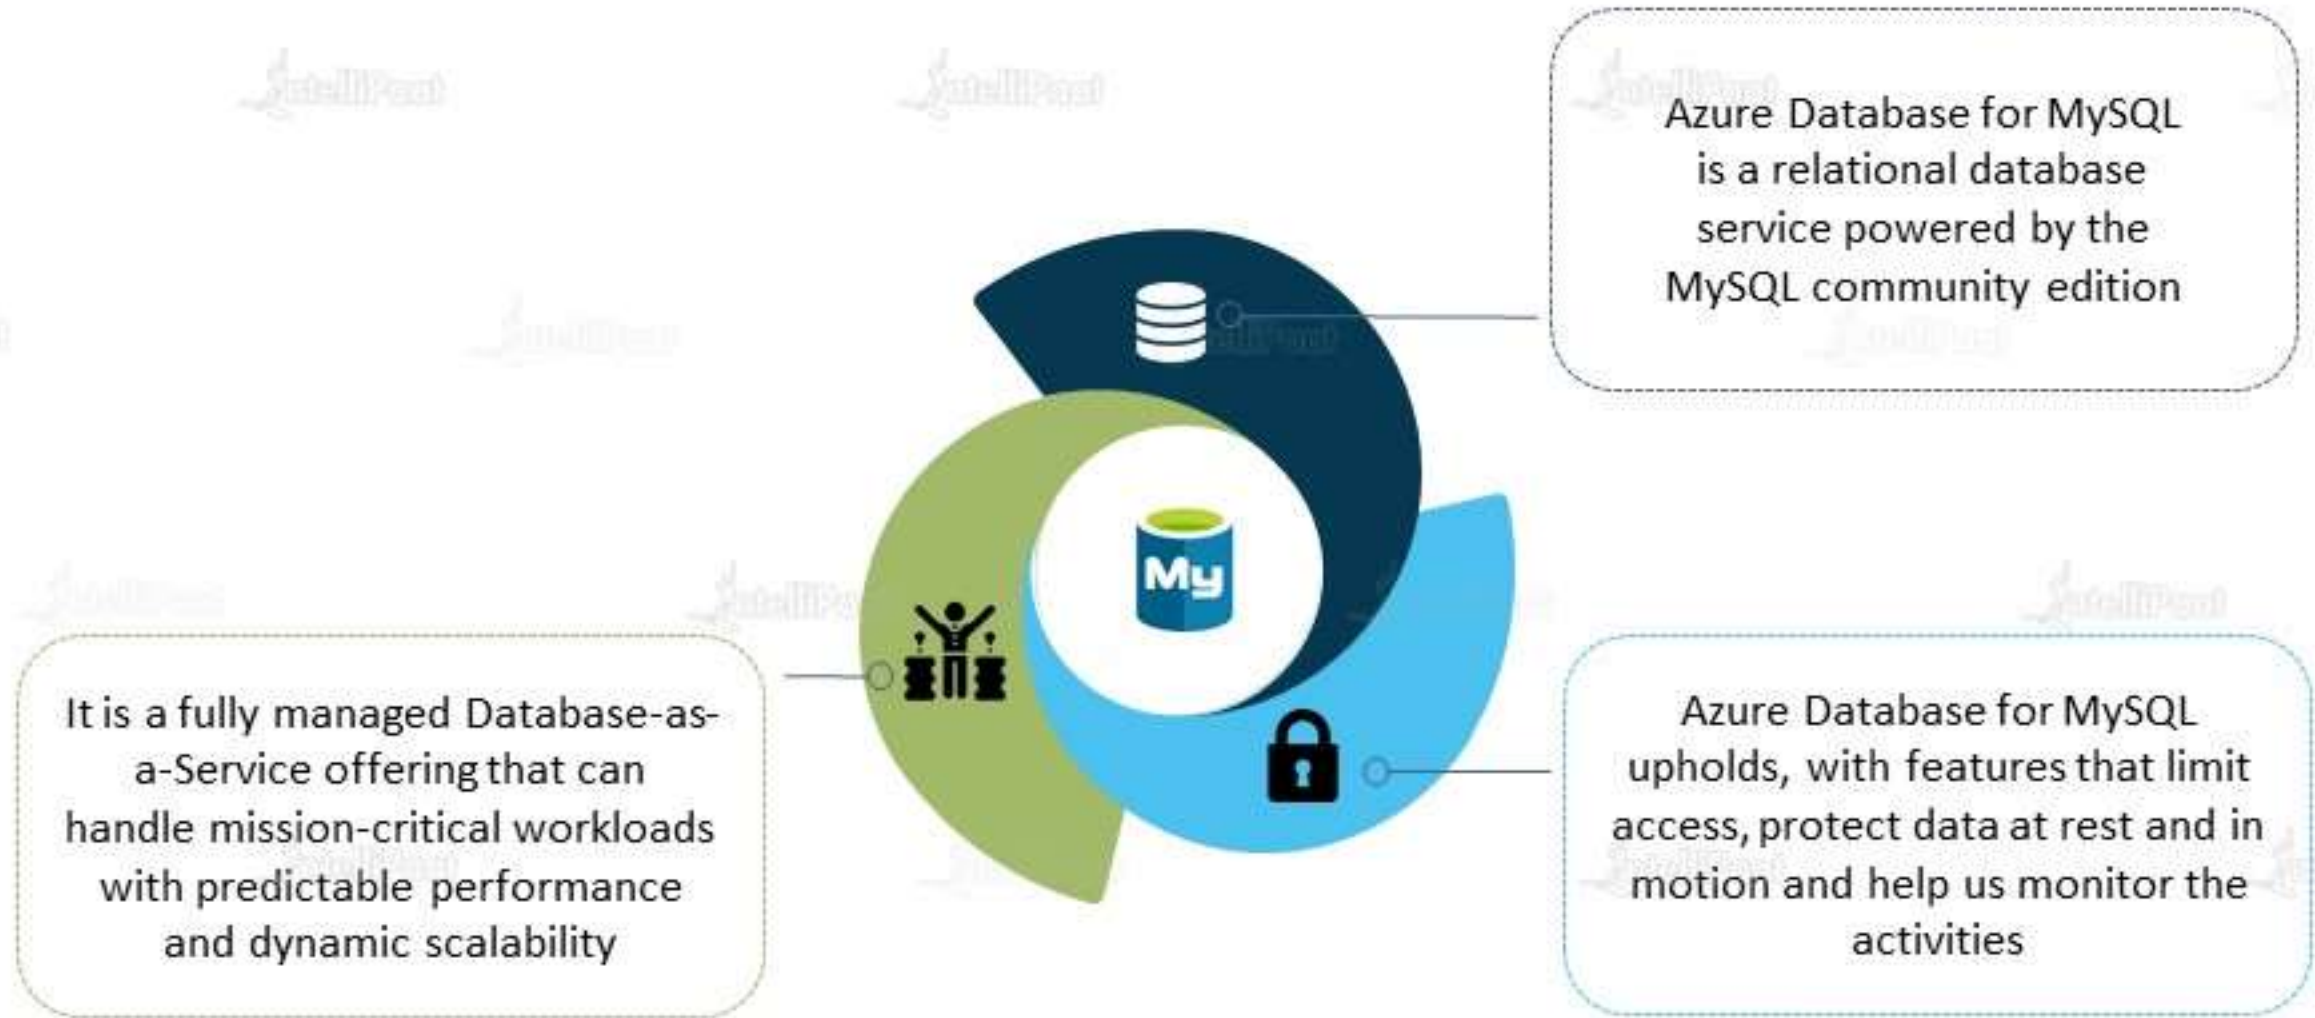 Azure Database for MySQL
is a relational database
service powered by the
MySQL community edition
My
It is a fully managed Database-as-
a-Service offering that can
handle mission-critical workloads
with predictable performance
and dynamic scalability
Azure Database for MySQL
upholds, with features that limit
access, protect data at rest and in
motion and help us monitor the
activities